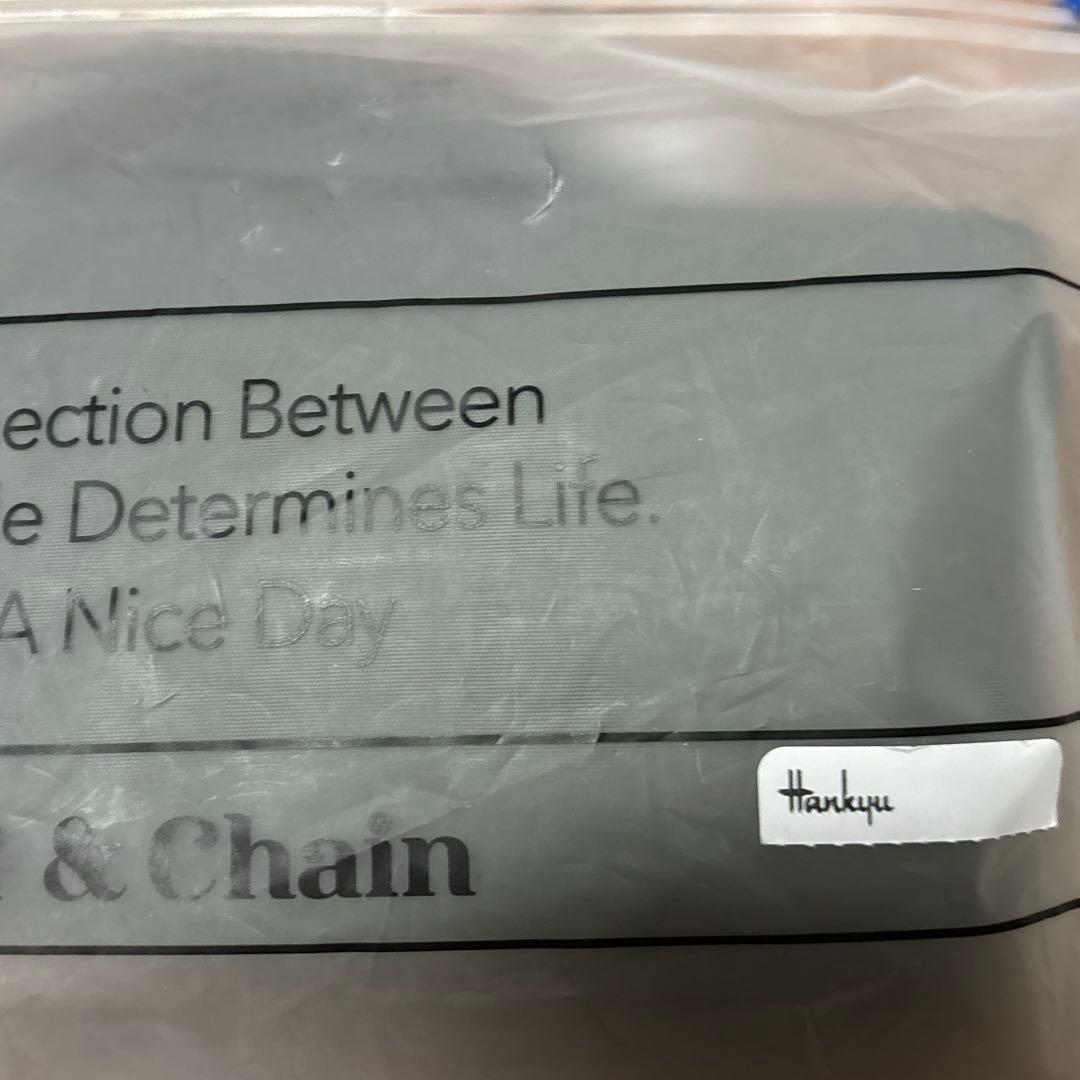 ection Between
e Determines Life.
A Nice Day
& Chain
Hankyu